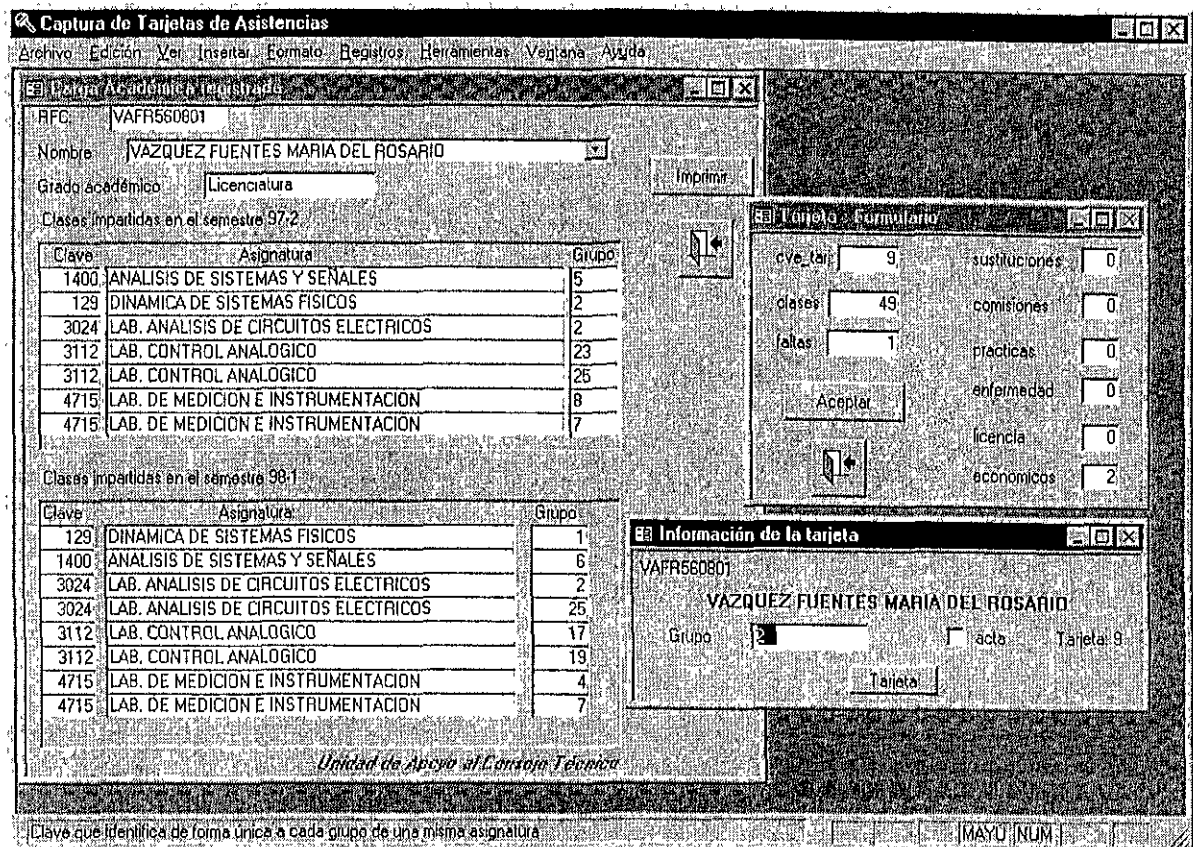 Captura de Tarjetas de Asistencias
Archivo Edición Ver Insertar Formato Registros Herramientas Ventana Ayuda
Carga Académica registrada
RFC VAFR560801
Nombre VAZQUEZ FUENTES MARIA DEL ROSARIO
Grado académico Licenciatura
Imprimir
Clases impartidas en el semestre 97-2
Clave Asignatura Grupo
1400 ANALISIS DE SISTEMAS Y SEÑALES 5
129 DINAMICA DE SISTEMAS FISICOS 2
3024 LAB. ANALISIS DE CIRCUITOS ELECTRICOS 2
3112 LAB. CONTROL ANALOGICO 23
3112 LAB. CONTROL ANALOGICO 25
4715 LAB. DE MEDICION E INSTRUMENTACION 8
4715 LAB. DE MEDICION E INSTRUMENTACION 7
Clases impartidas en el semestre 98-1
Clave Asignatura Grupo
129 DINAMICA DE SISTEMAS FISICOS 1
1400 ANALISIS DE SISTEMAS Y SEÑALES 6
3024 LAB. ANALISIS DE CIRCUITOS ELECTRICOS 2
3024 LAB. ANALISIS DE CIRCUITOS ELECTRICOS 25
3112 LAB. CONTROL ANALOGICO 17
3112 LAB. CONTROL ANALOGICO 19
4715 LAB. DE MEDICION E INSTRUMENTACION 4
4715 LAB. DE MEDICION E INSTRUMENTACION 7
Unidad de Apoyo al Consejo Técnico
Tarjeta : Formulario
cve_tarj 9 sustituciones 0
clases 49 comisiones 0
faltas 1 practicas 0
Aceptar enfermedad 0
licencia 0
economicos 2
Información de la tarjeta
VAFR560801
VAZQUEZ FUENTES MARIA DEL ROSARIO
Grupo 2 acta Tarjeta: 9
Tarjeta
Clave que identifica de forma única a cada grupo de una misma asignatura MAYÚ NUM